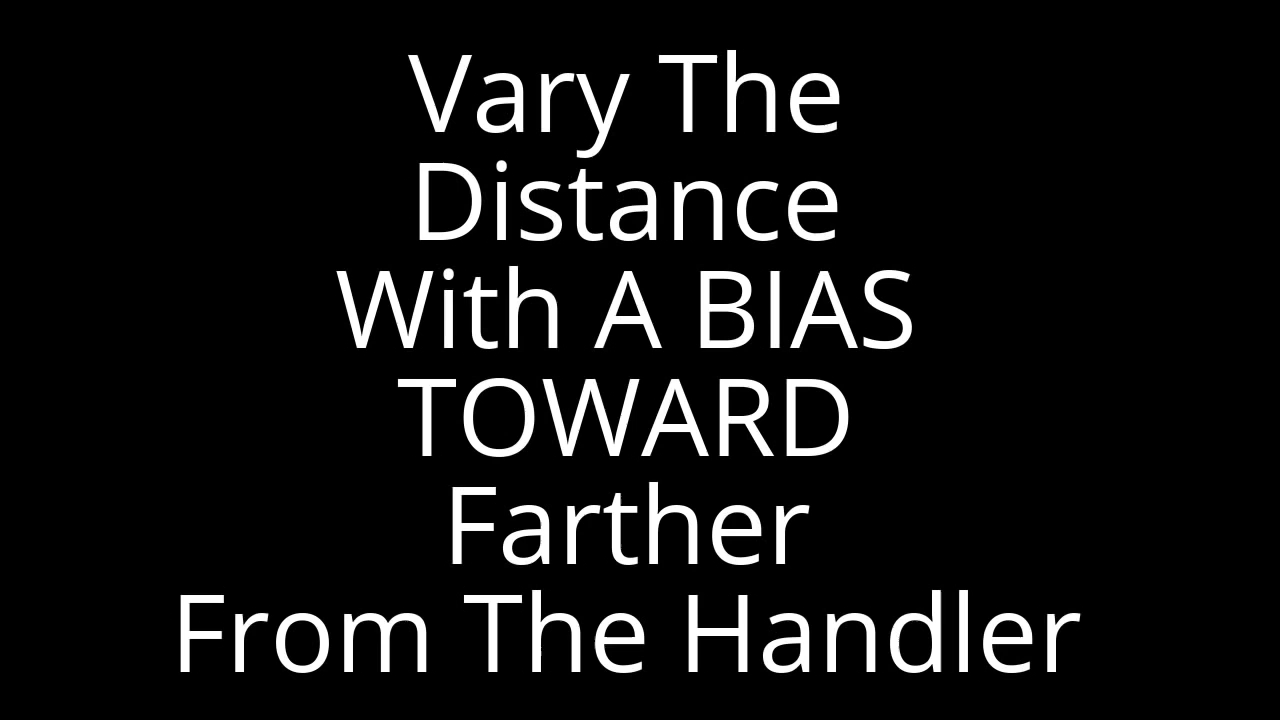 Vary The
Distance
With A BIAS
TOWARD
Farther
From The Handler